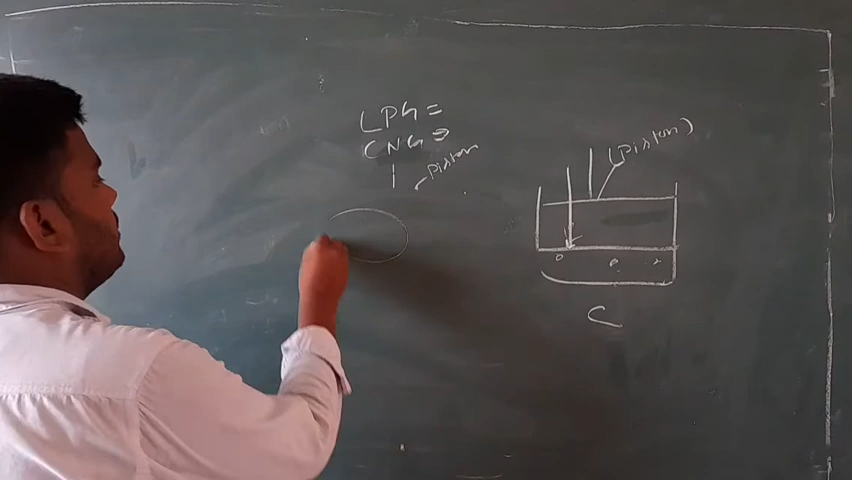 LPG =
CNG =>
Piston
(Piston)
C